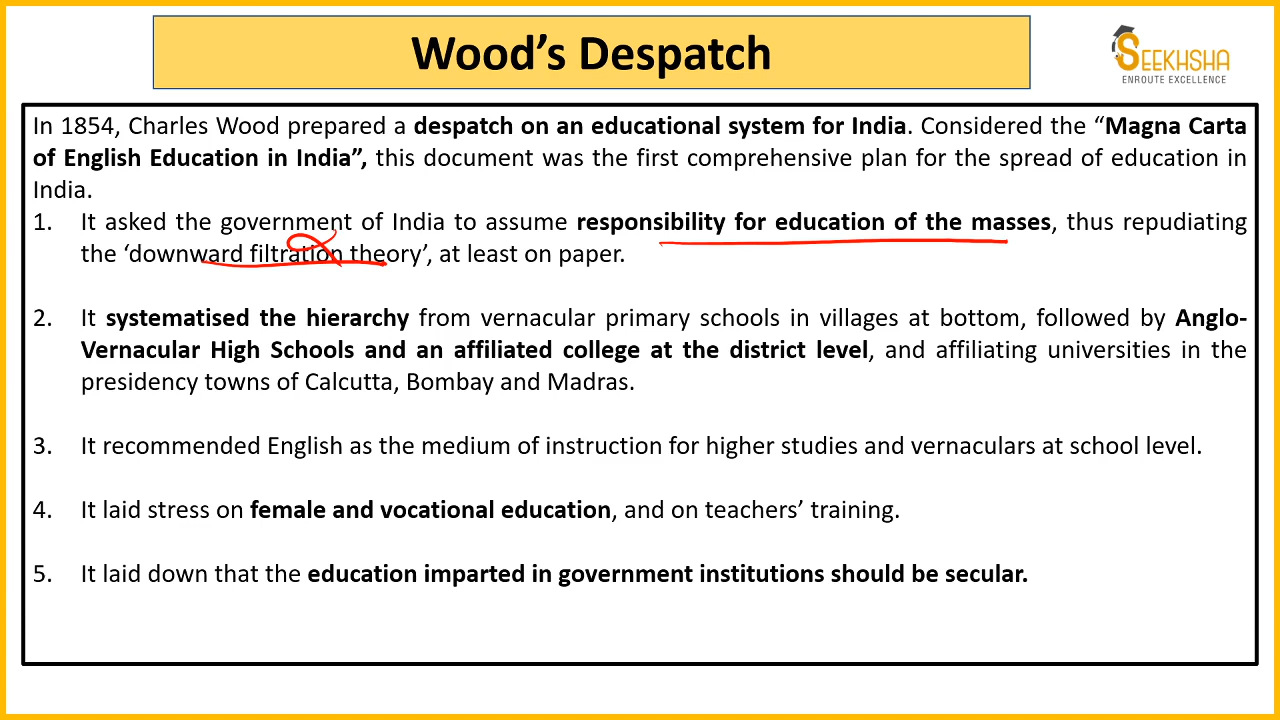 Wood's Despatch
SEEKHSHA
ENROUTE EXCELLENCE
In 1854, Charles Wood prepared a despatch on an educational system for India. Considered the “Magna Carta
of English Education in India”, this document was the first comprehensive plan for the spread of education in
India.
1. It asked the government of India to assume responsibility for education of the masses, thus repudiating
the ‘downward filtration theory’, at least on paper.
2. It systematised the hierarchy from vernacular primary schools in villages at bottom, followed by Anglo-
Vernacular High Schools and an affiliated college at the district level, and affiliating universities in the
presidency towns of Calcutta, Bombay and Madras.
3. It recommended English as the medium of instruction for higher studies and vernaculars at school level.
4. It laid stress on female and vocational education, and on teachers’ training.
5. It laid down that the education imparted in government institutions should be secular.